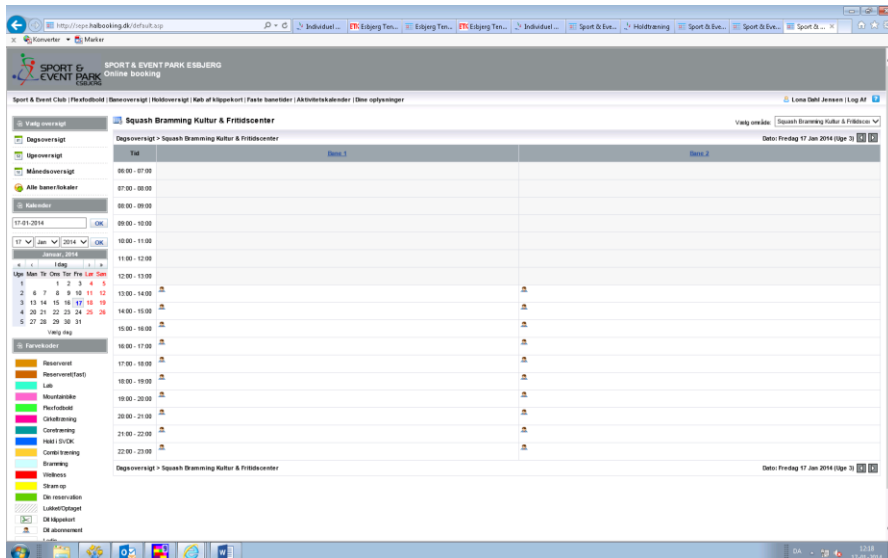 http://repe.halbooking.dk/default.asp
Individuel ...
ETK Esbjerg Ten...
Esbjerg Ten...
ETK Esbjerg Ten...
Individuel ...
Sport & Eve...
Holdtræning
Sport & Eve...
Sport & Eve...
Sport & ...
x Konverter Marker
SPORT & EVENT PARK ESBJERG
SPORT & EVENT PARK ESBJERG
Online booking
Sport & Event Club | Flexfodbold | Baneoversigt | Holdoversigt | Køb af klippekort | Faste banetider | Aktivitetskalender | Dine oplysninger
Lona Dahl Jensen | Log Af
Vælg oversigt
Dagsoversigt
Ugeoversigt
Månedsoversigt
Alle baner/lokaler
Kalender
17-01-2014 OK
17 Jan 2014 OK
Januar, 2014
« ‹ I dag › »
Uge Man Tir Ons Tor Fre Lør Søn
1 1 2 3 4 5
2 6 7 8 9 10 11 12
3 13 14 15 16 17 18 19
4 20 21 22 23 24 25 26
5 27 28 29 30 31
Vælg dag
Farvekoder
Reserveret
Reserveret(fast)
Løb
Mountainbike
Flexfodbold
Cirkeltræning
Coretræning
Hold i SVDK
Combi træning
Bramming
Wellness
Stram op
Din reservation
Lukket/Optaget
Dit klippekort
Dit abonnement
Squash Bramming Kultur & Fritidscenter
Vælg område: Squash Bramming Kultur & Fritidscen
Dagsoversigt > Squash Bramming Kultur & Fritidscenter
Dato: Fredag 17 Jan 2014 (Uge 3)
Tid Bane 1 Bane 2
06:00 - 07:00
07:00 - 08:00
08:00 - 09:00
09:00 - 10:00
10:00 - 11:00
11:00 - 12:00
12:00 - 13:00
13:00 - 14:00
14:00 - 15:00
15:00 - 16:00
16:00 - 17:00
17:00 - 18:00
18:00 - 19:00
19:00 - 20:00
20:00 - 21:00
21:00 - 22:00
22:00 - 23:00
Dagsoversigt > Squash Bramming Kultur & Fritidscenter
Dato: Fredag 17 Jan 2014 (Uge 3)
DA
12:18